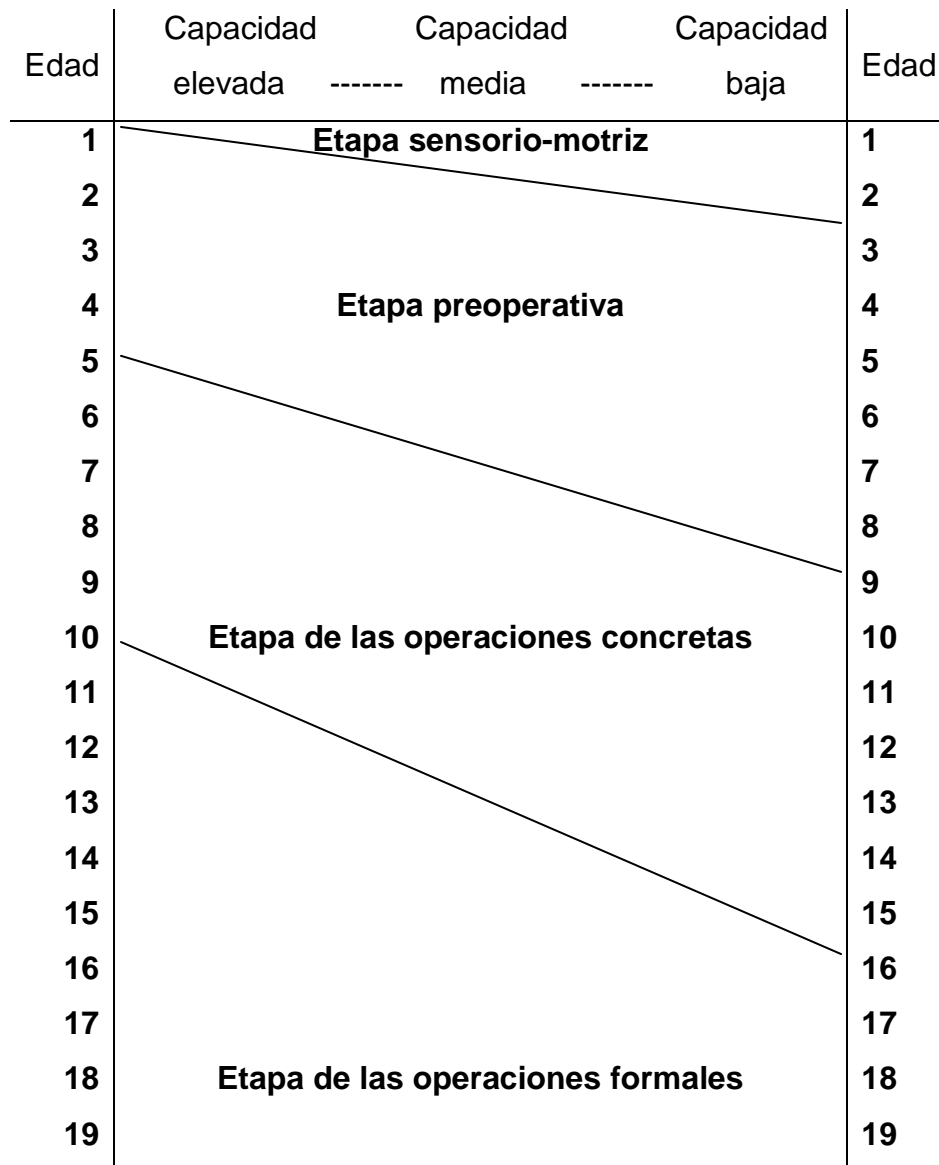 Capacidad Capacidad Capacidad
Edad Edad
elevada ------- media ------- baja
1 Etapa sensorio-motriz 1
2 2
3 3
4 Etapa preoperativa 4
5 5
6 6
7 7
8 8
9 9
10 Etapa de las operaciones concretas 10
11 11
12 12
13 13
14 14
15 15
16 16
17 17
18 Etapa de las operaciones formales 18
19 19